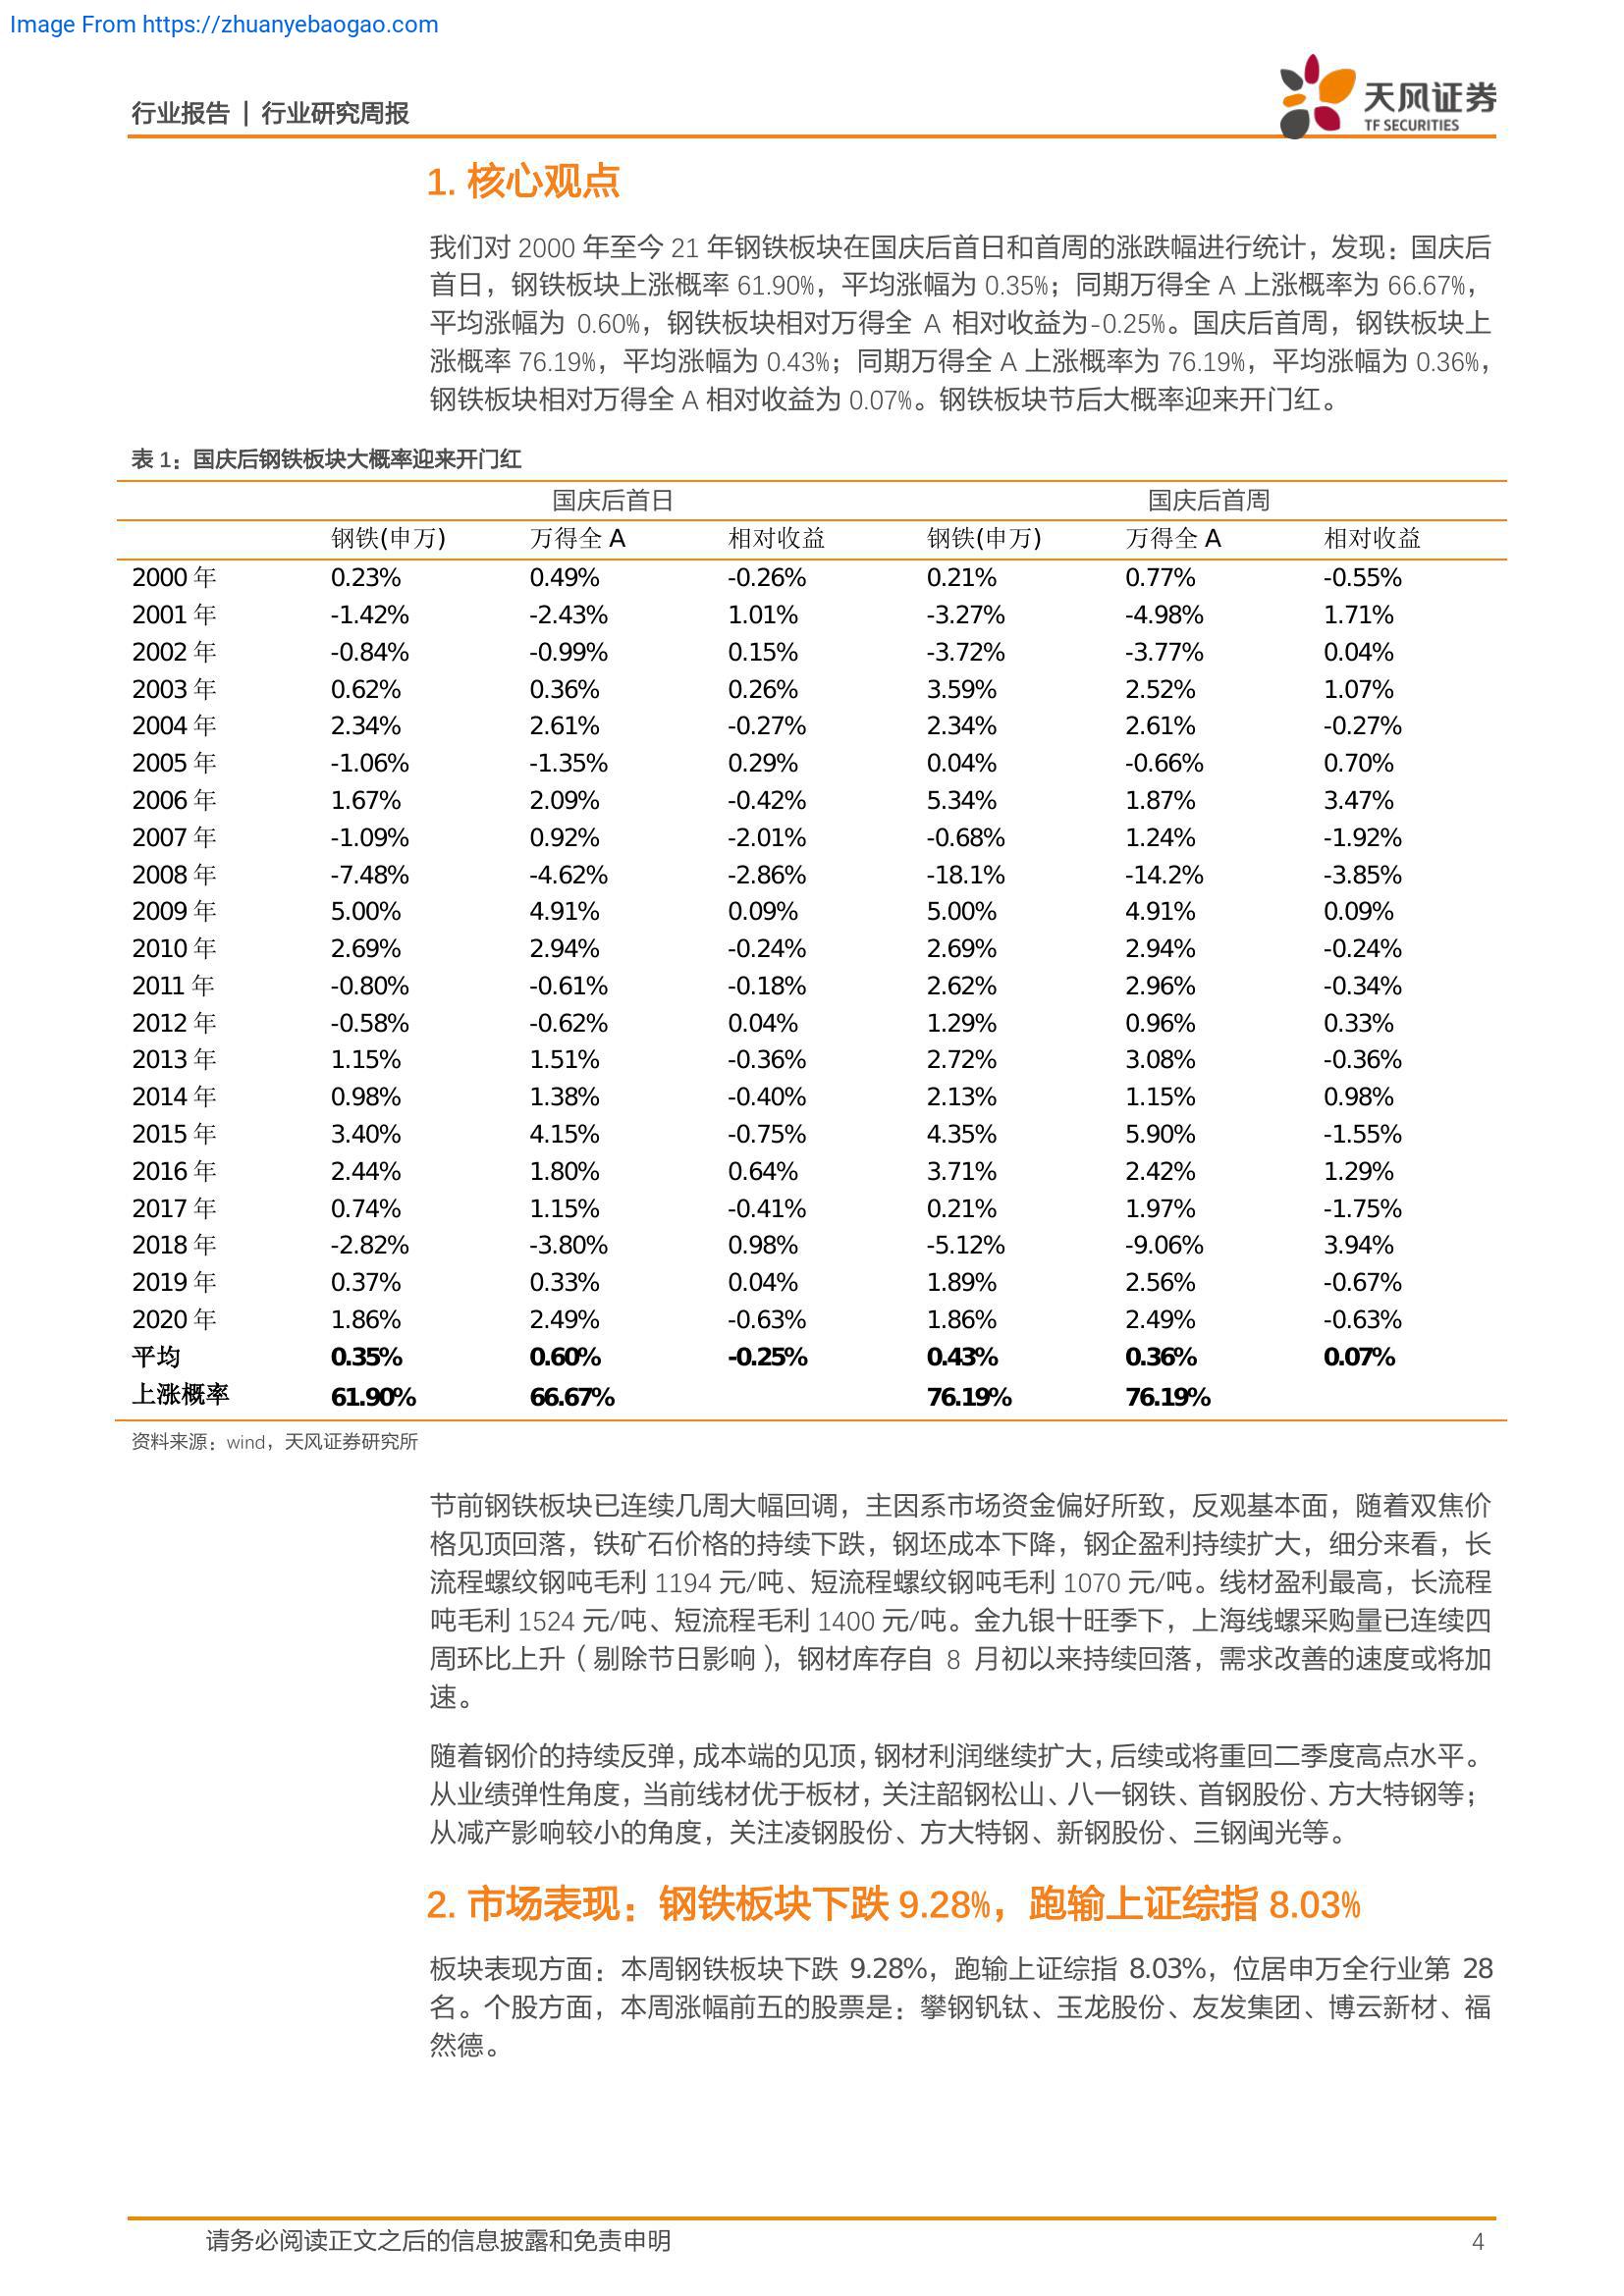 Image From https://zhuanyebaogao.com
行业报告 | 行业研究周报
天风证券
TF SECURITIES
1. 核心观点
我们对 2000 年至今 21 年钢铁板块在国庆后首日和首周的涨跌幅进行统计，发现：国庆后
首日，钢铁板块上涨概率 61.90%，平均涨幅为 0.35%；同期万得全 A 上涨概率为 66.67%，
平均涨幅为 0.60%，钢铁板块相对万得全 A 相对收益为-0.25%。国庆后首周，钢铁板块上
涨概率 76.19%，平均涨幅为 0.43%；同期万得全 A 上涨概率为 76.19%，平均涨幅为 0.36%，
钢铁板块相对万得全 A 相对收益为 0.07%。钢铁板块节后大概率迎来开门红。
表 1：国庆后钢铁板块大概率迎来开门红
国庆后首日 国庆后首周
钢铁(申万) 万得全 A 相对收益 钢铁(申万) 万得全 A 相对收益
2000 年 0.23% 0.49% -0.26% 0.21% 0.77% -0.55%
2001 年 -1.42% -2.43% 1.01% -3.27% -4.98% 1.71%
2002 年 -0.84% -0.99% 0.15% -3.72% -3.77% 0.04%
2003 年 0.62% 0.36% 0.26% 3.59% 2.52% 1.07%
2004 年 2.34% 2.61% -0.27% 2.34% 2.61% -0.27%
2005 年 -1.06% -1.35% 0.29% 0.04% -0.66% 0.70%
2006 年 1.67% 2.09% -0.42% 5.34% 1.87% 3.47%
2007 年 -1.09% 0.92% -2.01% -0.68% 1.24% -1.92%
2008 年 -7.48% -4.62% -2.86% -18.1% -14.2% -3.85%
2009 年 5.00% 4.91% 0.09% 5.00% 4.91% 0.09%
2010 年 2.69% 2.94% -0.24% 2.69% 2.94% -0.24%
2011 年 -0.80% -0.61% -0.18% 2.62% 2.96% -0.34%
2012 年 -0.58% -0.62% 0.04% 1.29% 0.96% 0.33%
2013 年 1.15% 1.51% -0.36% 2.72% 3.08% -0.36%
2014 年 0.98% 1.38% -0.40% 2.13% 1.15% 0.98%
2015 年 3.40% 4.15% -0.75% 4.35% 5.90% -1.55%
2016 年 2.44% 1.80% 0.64% 3.71% 2.42% 1.29%
2017 年 0.74% 1.15% -0.41% 0.21% 1.97% -1.75%
2018 年 -2.82% -3.80% 0.98% -5.12% -9.06% 3.94%
2019 年 0.37% 0.33% 0.04% 1.89% 2.56% -0.67%
2020 年 1.86% 2.49% -0.63% 1.86% 2.49% -0.63%
平均 0.35% 0.60% -0.25% 0.43% 0.36% 0.07%
上涨概率 61.90% 66.67% 76.19% 76.19%
资料来源：wind，天风证券研究所
节前钢铁板块已连续几周大幅回调，主因系市场资金偏好所致，反观基本面，随着双焦价
格见顶回落，铁矿石价格的持续下跌，钢坯成本下降，钢企盈利持续扩大，细分来看，长
流程螺纹钢吨毛利 1194 元/吨、短流程螺纹钢吨毛利 1070 元/吨。线材盈利最高，长流程
吨毛利 1524 元/吨、短流程毛利 1400 元/吨。金九银十旺季下，上海线螺采购量已连续四
周环比上升（剔除节日影响），钢材库存自 8 月初以来持续回落，需求改善的速度或将加
速。
随着钢价的持续反弹，成本端的见顶，钢材利润继续扩大，后续或将重回二季度高点水平。
从业绩弹性角度，当前线材优于板材，关注韶钢松山、八一钢铁、首钢股份、方大特钢等；
从减产影响较小的角度，关注凌钢股份、方大特钢、新钢股份、三钢闽光等。
2. 市场表现：钢铁板块下跌 9.28%，跑输上证综指 8.03%
板块表现方面：本周钢铁板块下跌 9.28%，跑输上证综指 8.03%，位居申万全行业第 28
名。个股方面，本周涨幅前五的股票是：攀钢钒钛、玉龙股份、友发集团、博云新材、福
然德。
请务必阅读正文之后的信息披露和免责申明 4